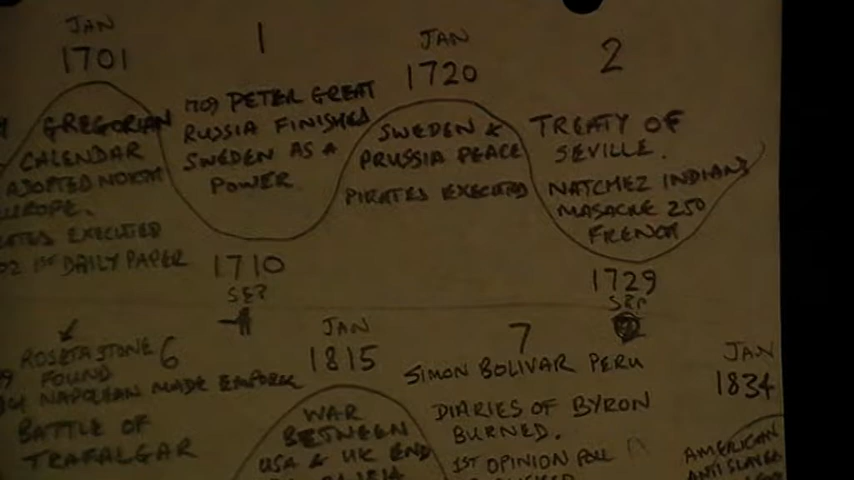 JAN
1701
1
JAN
1720
2
GREGORIAN
CALENDAR
ADOPTED NORTH
EUROPE.
EXECUTED
1ST DAILY PAPER
1709 PETER GREAT
RUSSIA FINISHED
SWEDEN AS A
POWER
1710
SEP
SWEDEN &
PRUSSIA PEACE
PIRATES EXECUTED
TREATY OF
SEVILLE.
NATCHEZ INDIANS
MASACRE 250
FRENCH
1729
SEP
ROSETA STONE 6
FOUND
NAPOLEAN MADE
BATTLE OF
TRAFALGAR
JAN
1815
WAR
BETWEEN
USA & UK END
7
SIMON BOLIVAR PERU
DIARIES OF BYRON
BURNED.
1ST OPINION POLL
JAN
1834
AMERICAN
ANTI SLAVER